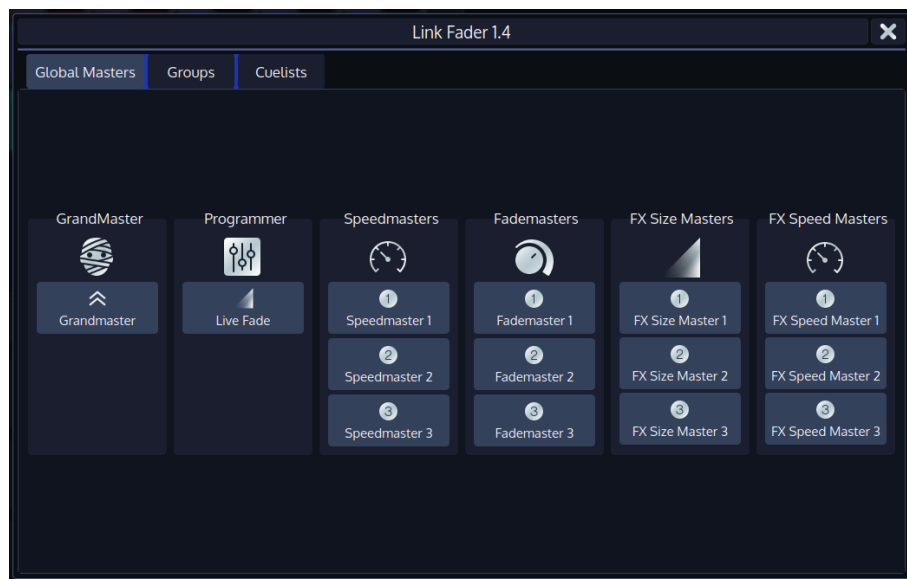 Link Fader 1.4
Global Masters Groups Cuelists
GrandMaster
Grandmaster
Programmer
Live Fade
Speedmasters
1
Speedmaster 1
2
Speedmaster 2
3
Speedmaster 3
Fademasters
1
Fademaster 1
2
Fademaster 2
3
Fademaster 3
FX Size Masters
1
FX Size Master 1
2
FX Size Master 2
3
FX Size Master 3
FX Speed Masters
1
FX Speed Master 1
2
FX Speed Master 2
3
FX Speed Master 3